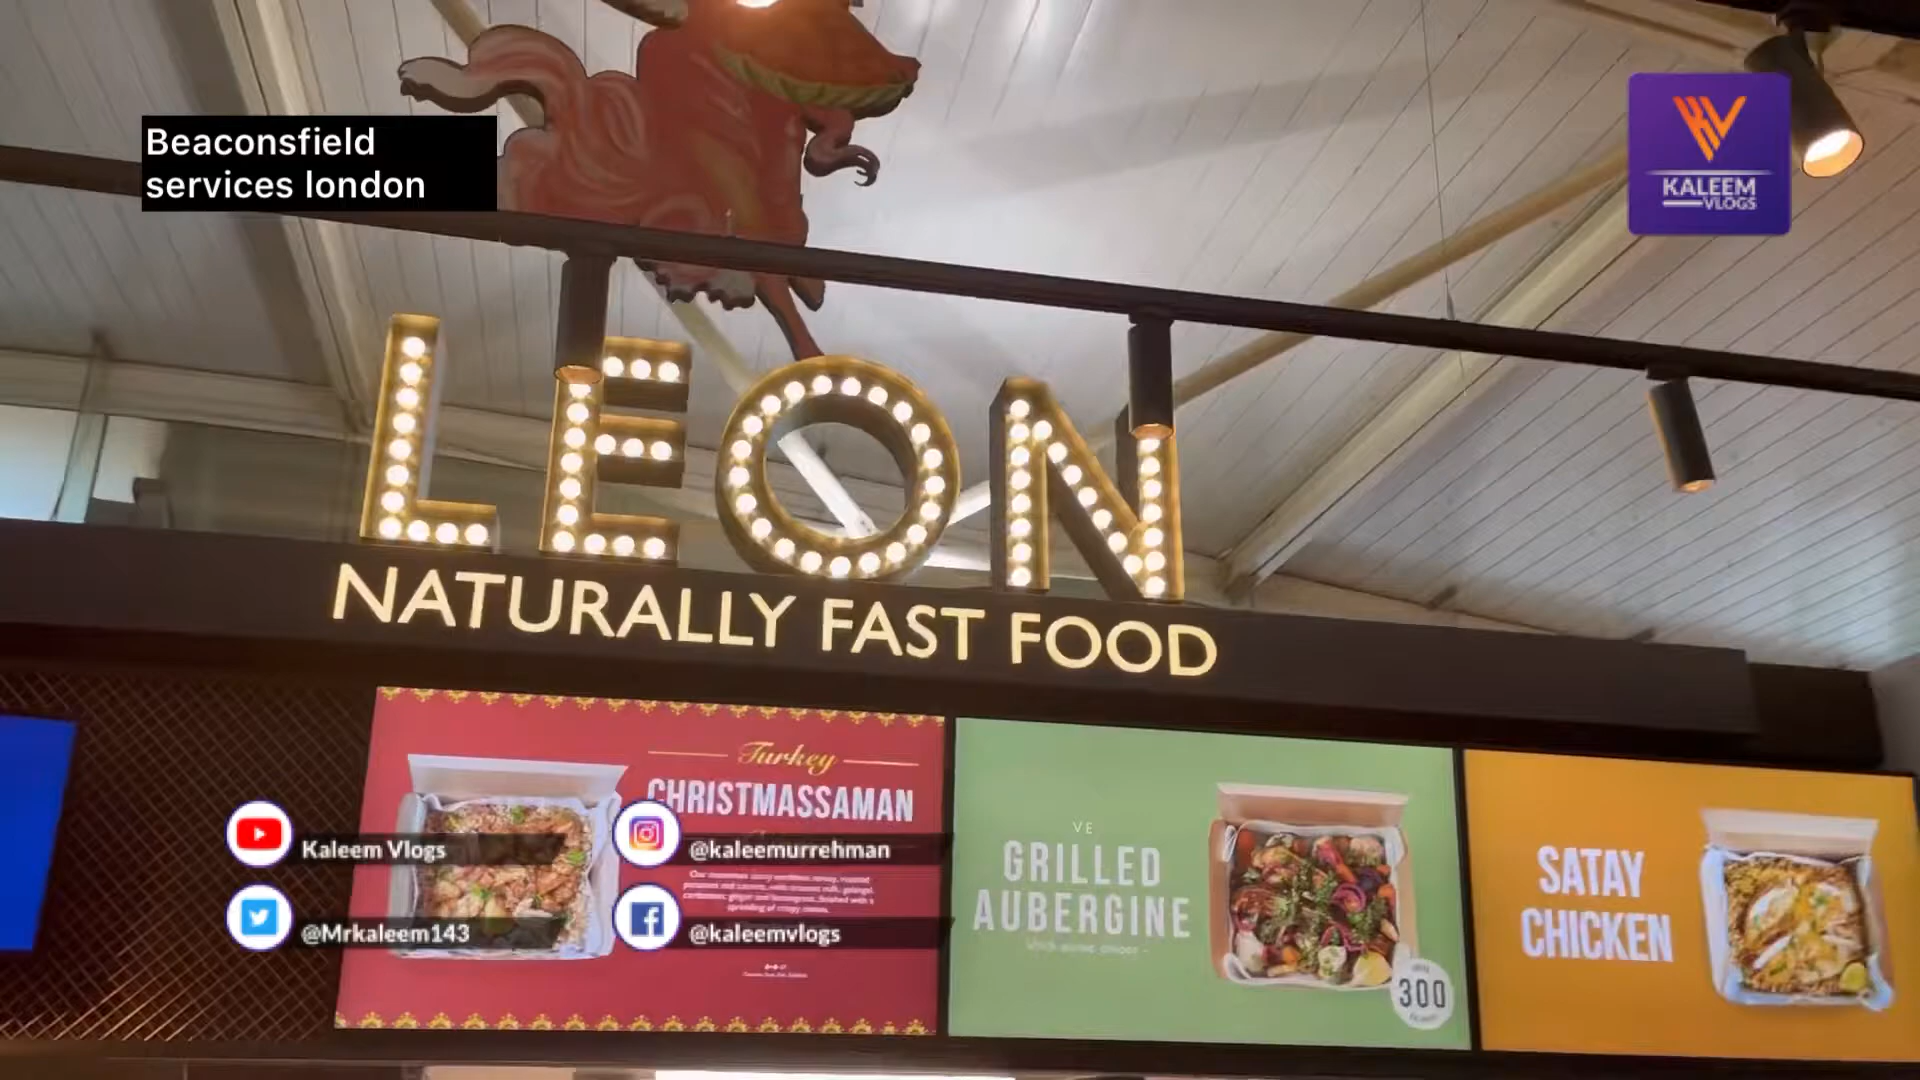 Beaconsfield
services london
KALEEM
VLOGS
LEON
NATURALLY FAST FOOD
Turkey
CHRISTMASSAMAN
VE
GRILLED
AUBERGINE
300
SATAY
CHICKEN
Kaleem Vlogs
@kaleemurrehman
@Mrkaleem143
@kaleemvlogs